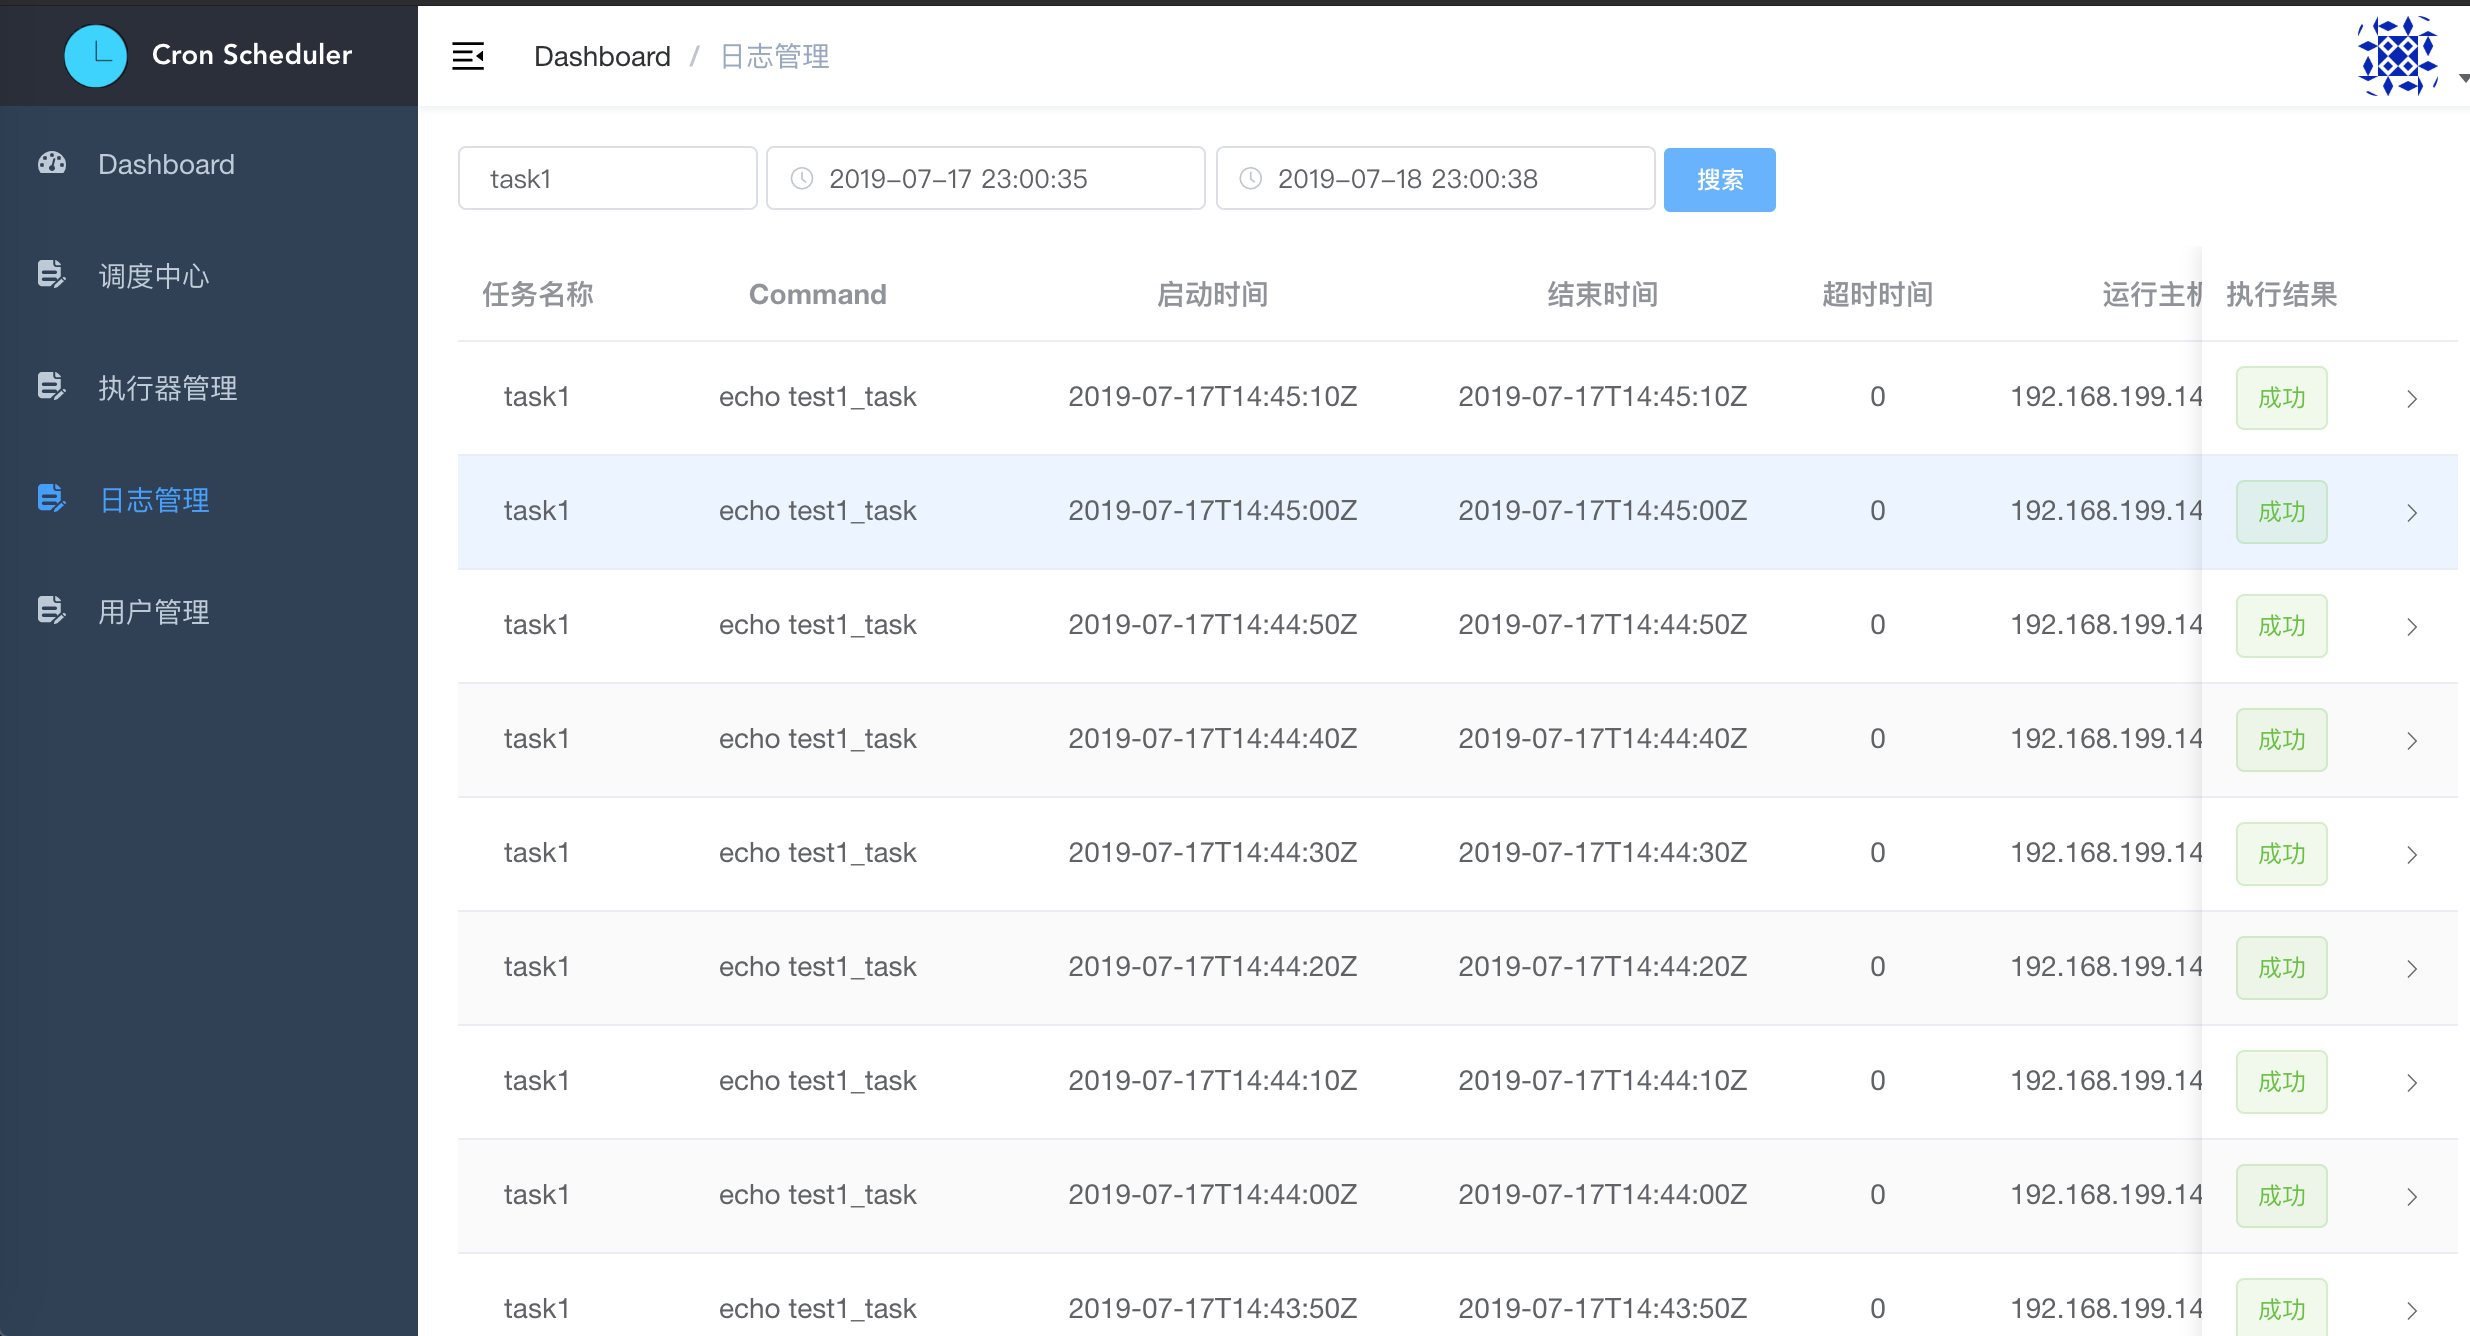 Cron Scheduler
Dashboard / 日志管理
Dashboard
调度中心
执行器管理
日志管理
用户管理
task1 2019-07-17 23:00:35 2019-07-18 23:00:38 搜索
任务名称 Command 启动时间 结束时间 超时时间 运行主机 执行结果
task1 echo test1_task 2019-07-17T14:45:10Z 2019-07-17T14:45:10Z 0 192.168.199.14 成功
task1 echo test1_task 2019-07-17T14:45:00Z 2019-07-17T14:45:00Z 0 192.168.199.14 成功
task1 echo test1_task 2019-07-17T14:44:50Z 2019-07-17T14:44:50Z 0 192.168.199.14 成功
task1 echo test1_task 2019-07-17T14:44:40Z 2019-07-17T14:44:40Z 0 192.168.199.14 成功
task1 echo test1_task 2019-07-17T14:44:30Z 2019-07-17T14:44:30Z 0 192.168.199.14 成功
task1 echo test1_task 2019-07-17T14:44:20Z 2019-07-17T14:44:20Z 0 192.168.199.14 成功
task1 echo test1_task 2019-07-17T14:44:10Z 2019-07-17T14:44:10Z 0 192.168.199.14 成功
task1 echo test1_task 2019-07-17T14:44:00Z 2019-07-17T14:44:00Z 0 192.168.199.14 成功
task1 echo test1_task 2019-07-17T14:43:50Z 2019-07-17T14:43:50Z 0 192.168.199.14 成功